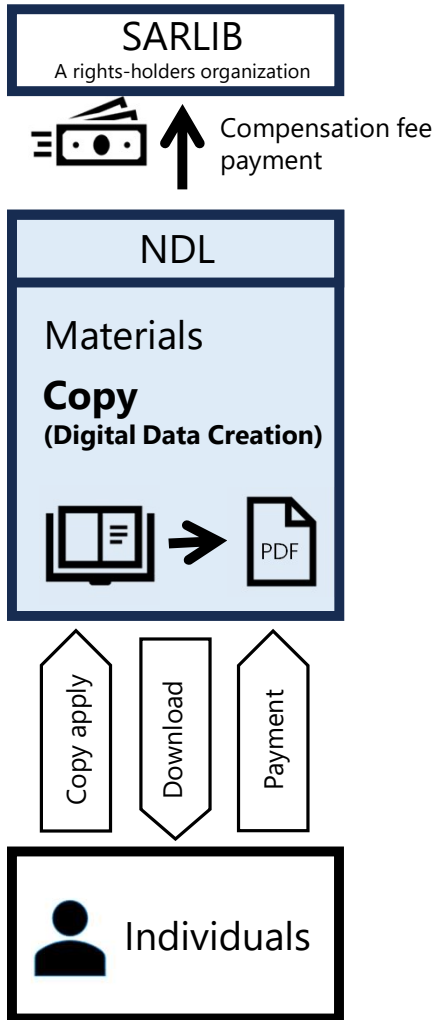 SARLIB
A rights-holders organization
Compensation fee
payment
NDL
Materials
Copy
(Digital Data Creation)
PDF
Copy apply
Download
Payment
Individuals